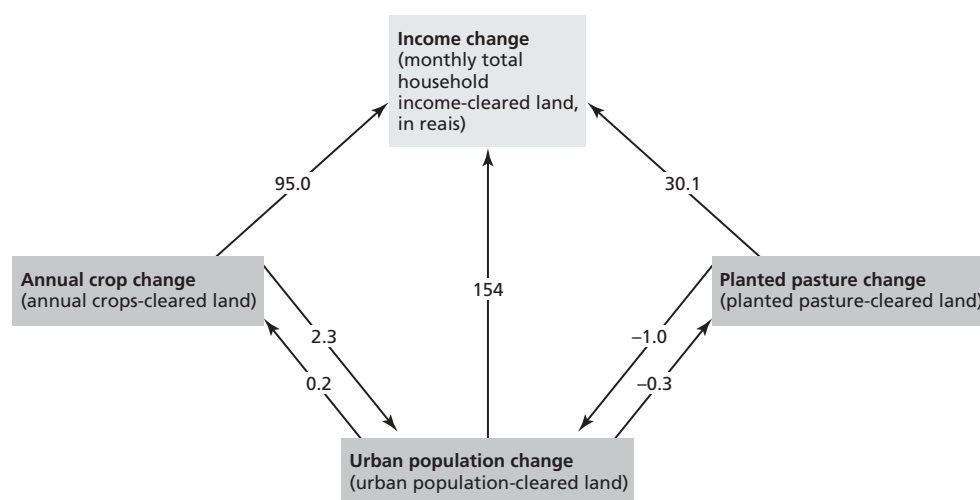 Income change
(monthly total
household
income-cleared land,
in reais)
95.0
30.1
Annual crop change
(annual crops-cleared land)
154
Planted pasture change
(planted pasture-cleared land)
2.3
–1.0
0.2
–0.3
Urban population change
(urban population-cleared land)